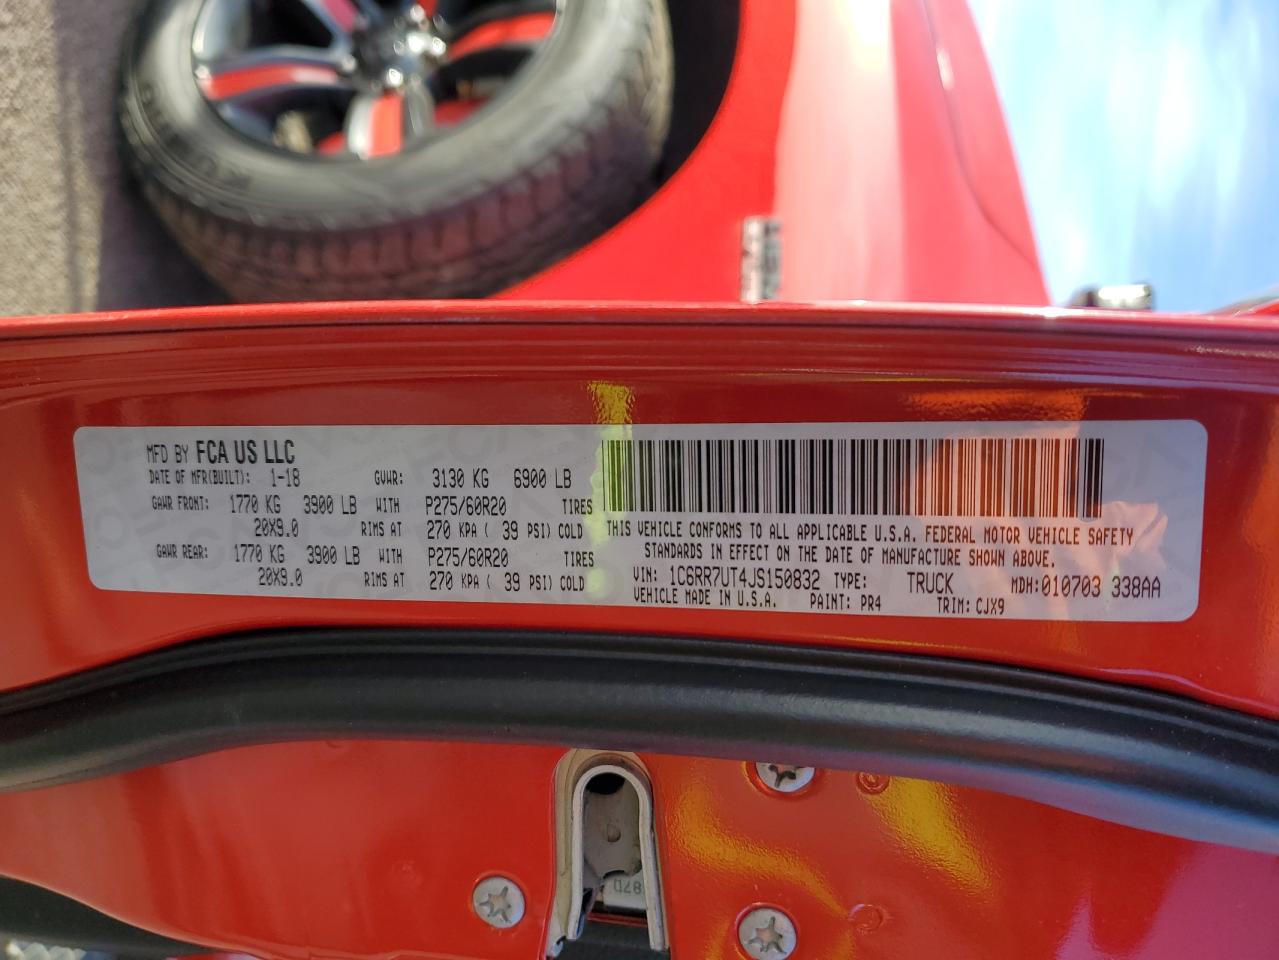 MFD BY FCA US LLC
DATE OF MFR(BUILT): 1-18 GVWR: 3130 KG 6900 LB
GAWR FRONT: 1770 KG 3900 LB WITH P275/60R20 TIRES
20X9.0 RIMS AT 270 KPA ( 39 PSI) COLD
GAWR REAR: 1770 KG 3900 LB WITH P275/60R20 TIRES
20X9.0 RIMS AT 270 KPA ( 39 PSI) COLD
THIS VEHICLE CONFORMS TO ALL APPLICABLE U.S.A. FEDERAL MOTOR VEHICLE SAFETY
STANDARDS IN EFFECT ON THE DATE OF MANUFACTURE SHOWN ABOVE.
VIN: 1C6RR7UT4JS150832 TYPE: TRUCK MDH:010703 338AA
VEHICLE MADE IN U.S.A. PAINT: PR4 TRIM: CJX9